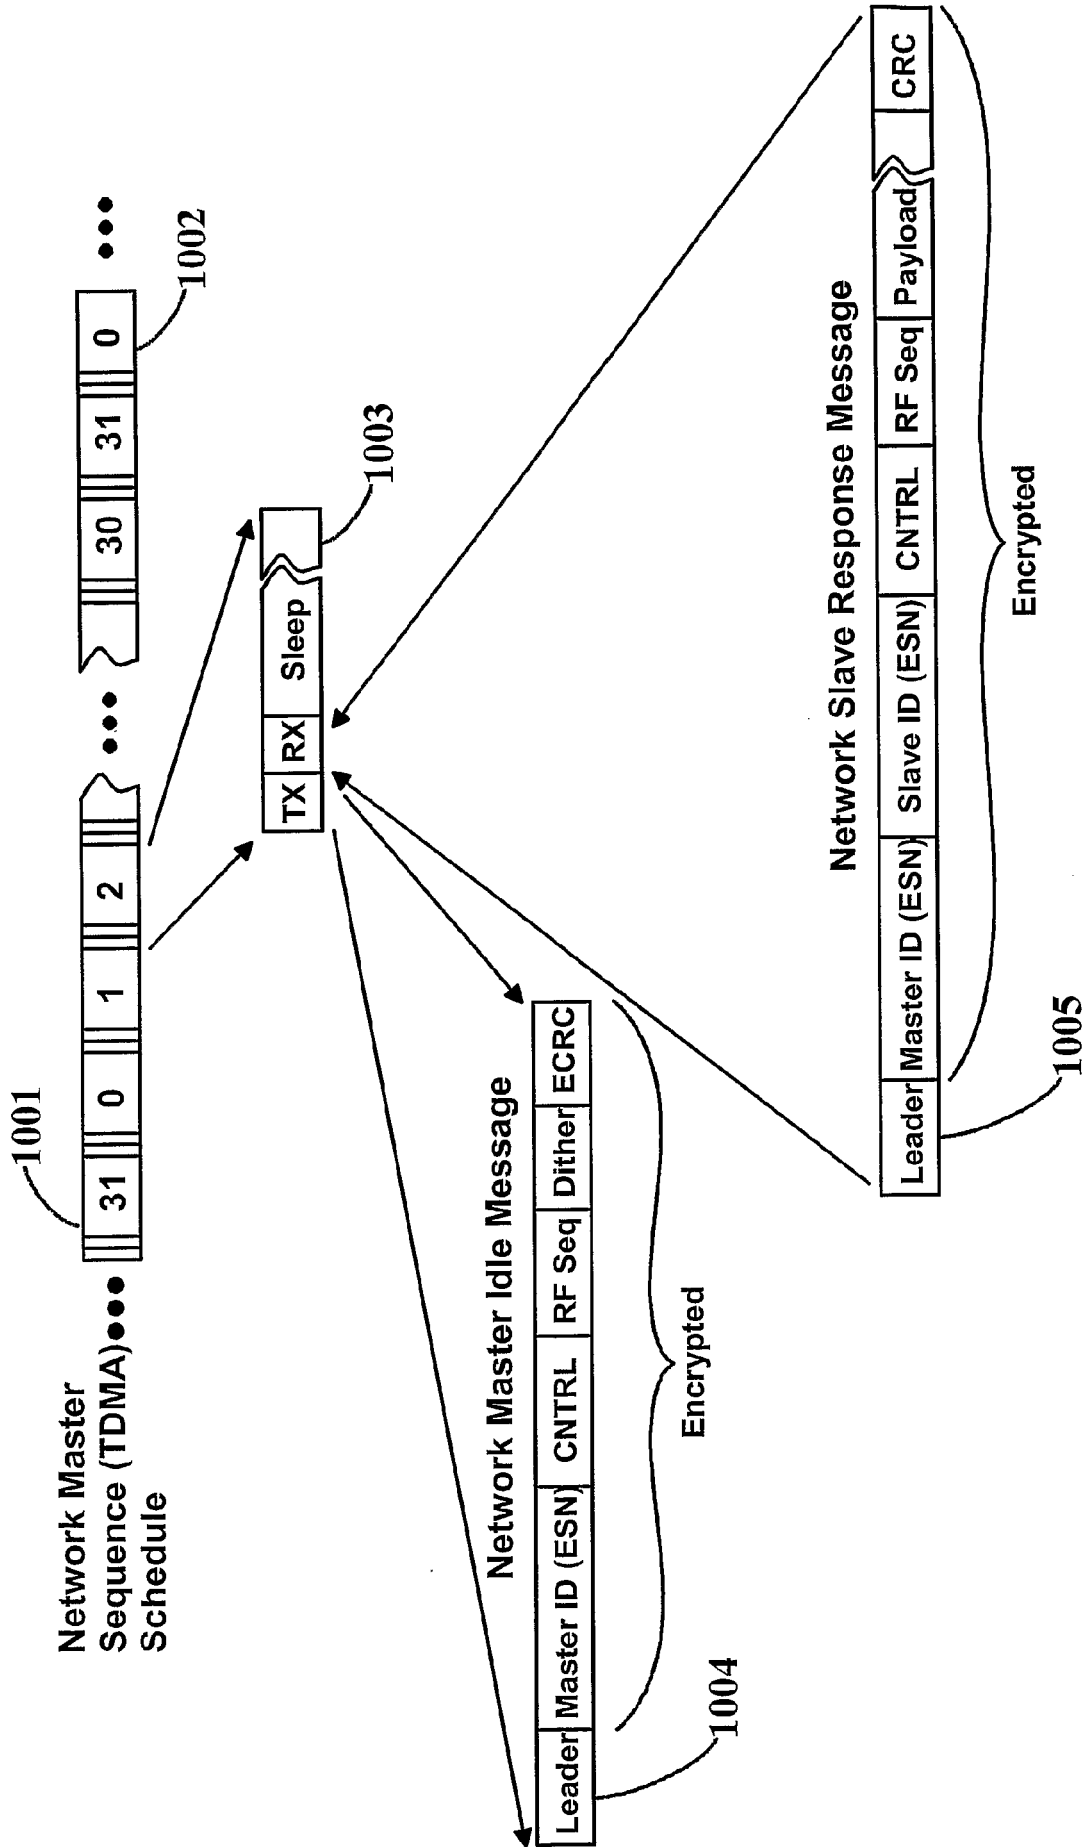 Network Master
Sequence (TDMA)•••
Schedule
1001
31 0 1 2 ••• 30 31 0 •••
1002
TX RX Sleep
1003
Network Master Idle Message
Leader Master ID (ESN) CNTRL RF Seq Dither ECRC
Encrypted
1004
Network Slave Response Message
Leader Master ID (ESN) Slave ID (ESN) CNTRL RF Seq Payload CRC
Encrypted
1005